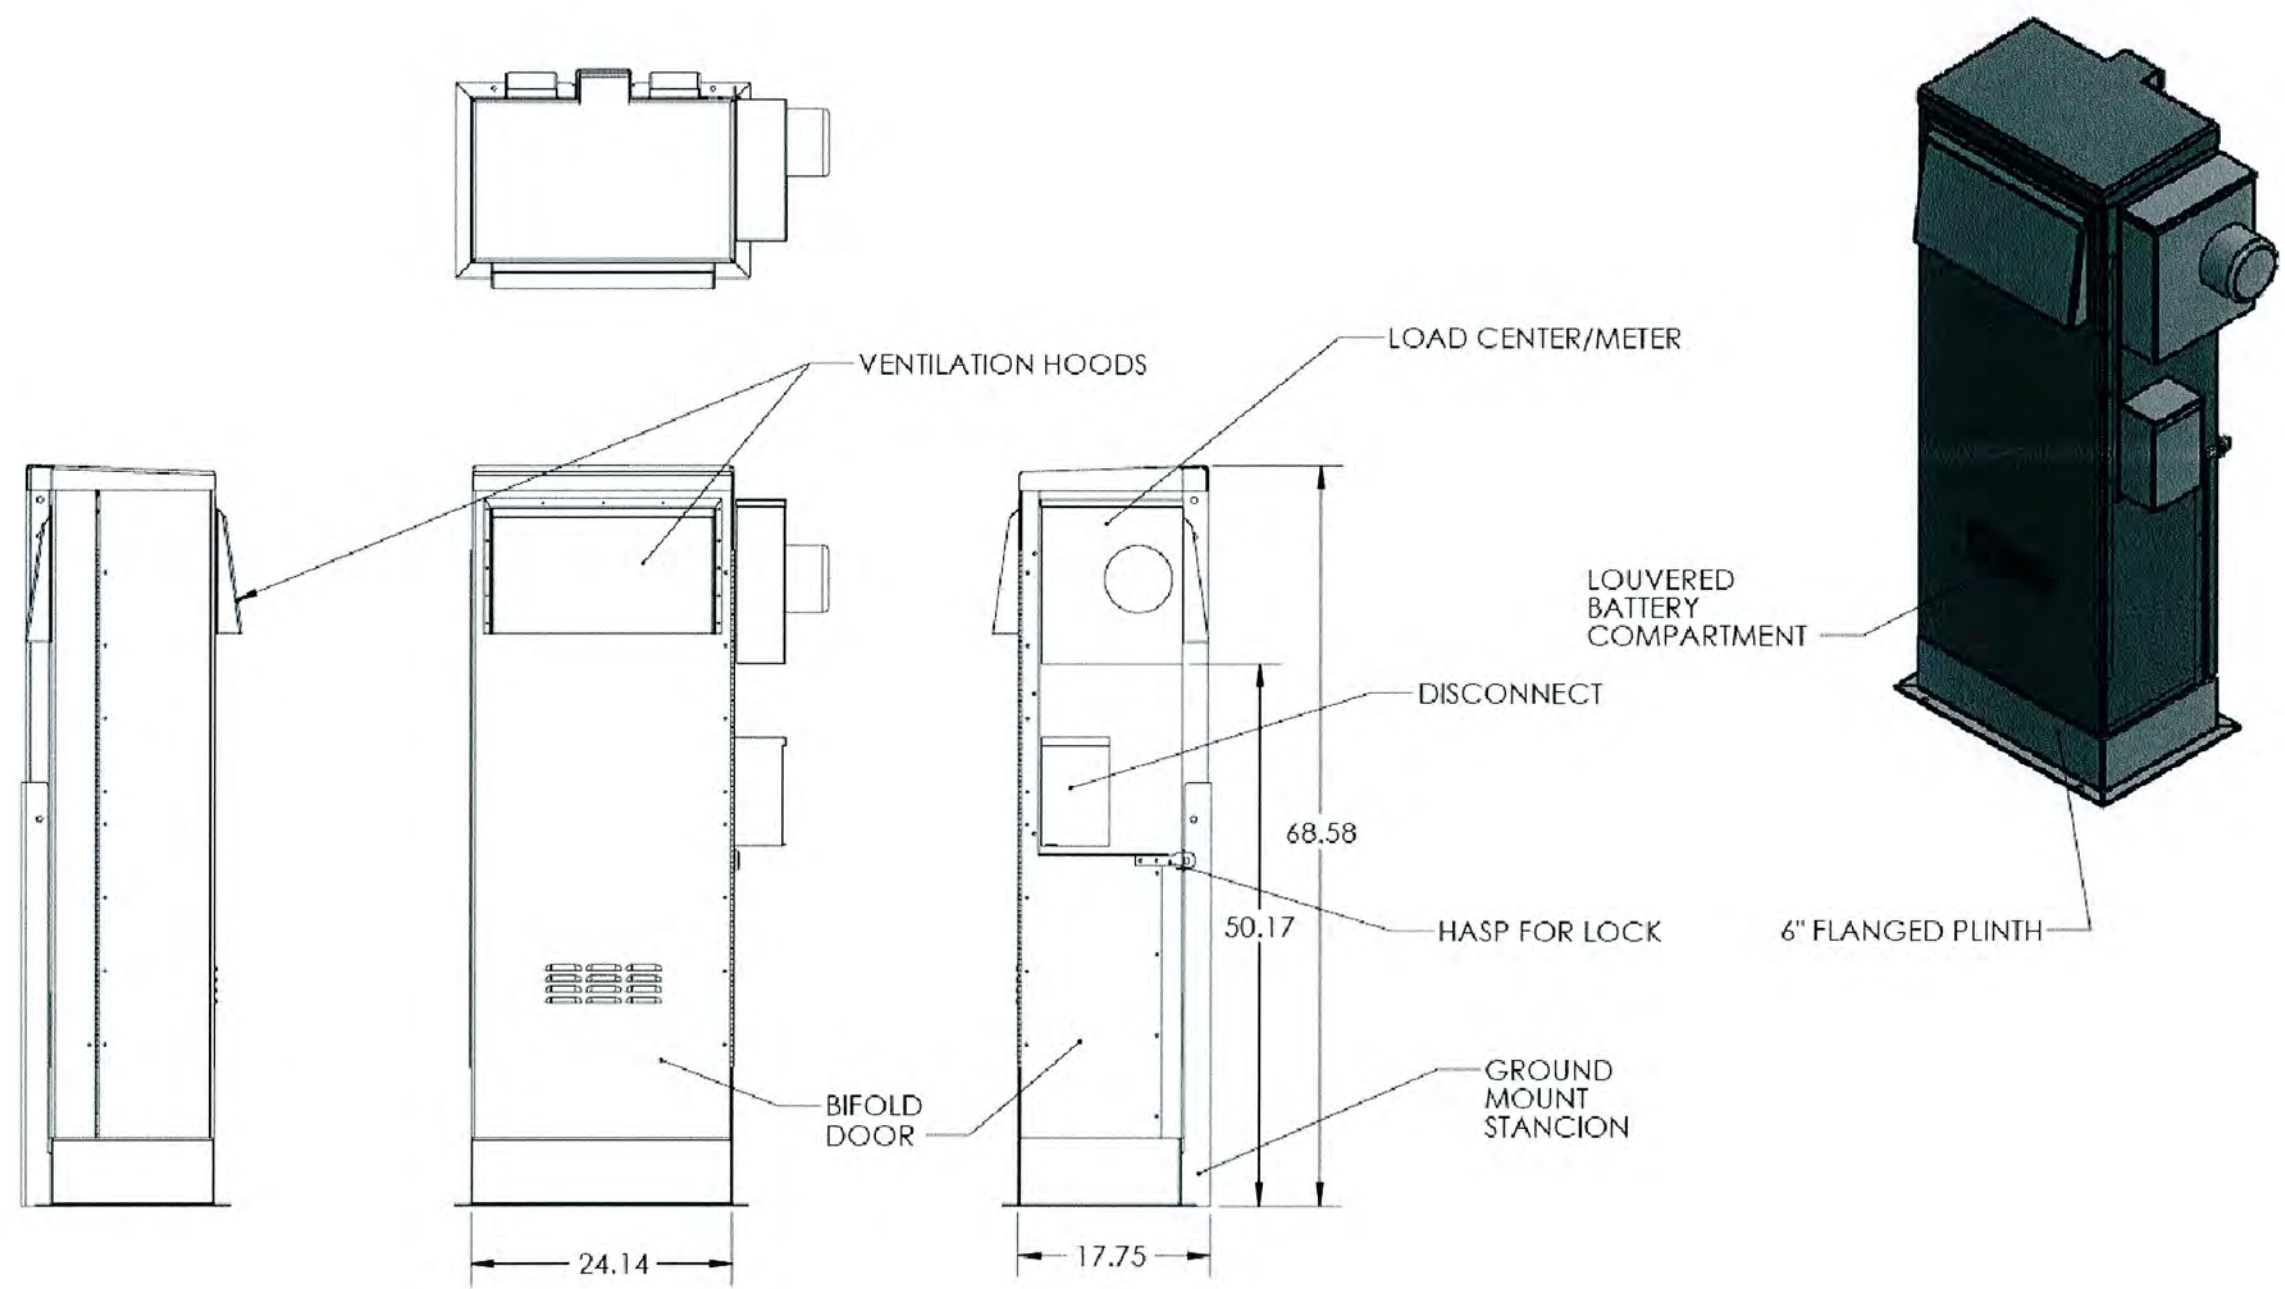 VENTILATION HOODS
LOAD CENTER/METER
LOUVERED
BATTERY
COMPARTMENT
DISCONNECT
68.58
50.17
HASP FOR LOCK
6" FLANGED PLINTH
BIFOLD
DOOR
GROUND
MOUNT
STANCION
24.14
17.75